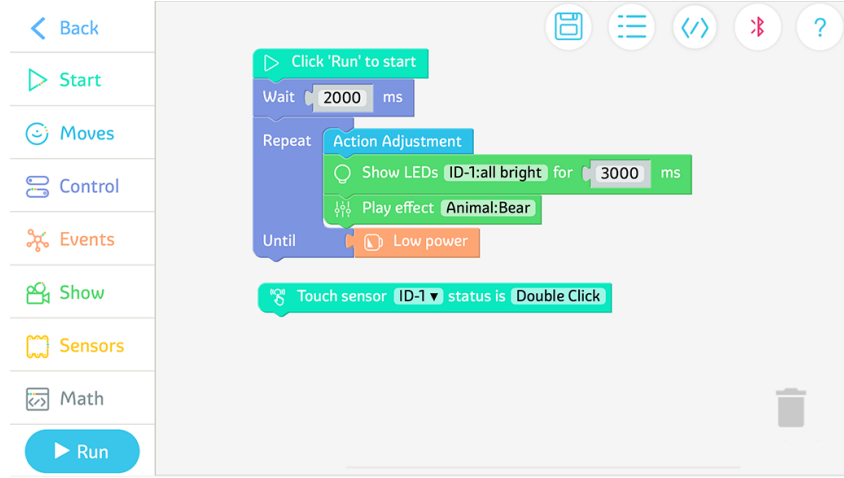 Back
Start
Moves
Control
Events
Show
Sensors
Math
Run
?
Click 'Run' to start
Wait 2000 ms
Repeat Action Adjustment
Show LEDs ID-1:all bright for 3000 ms
Play effect Animal:Bear
Until Low power
Touch sensor ID-1 ▾ status is Double Click